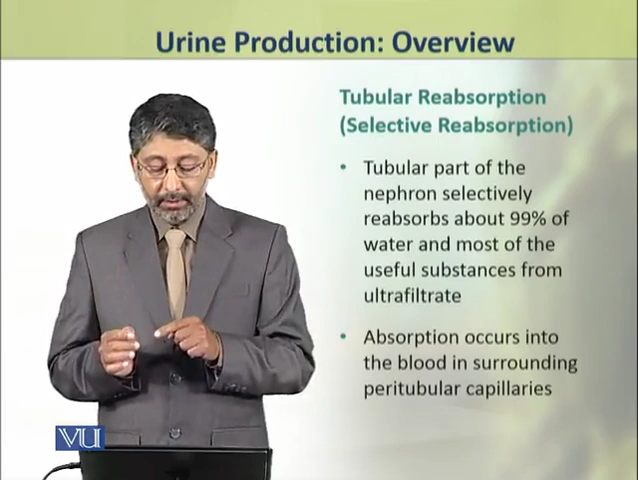 Urine Production: Overview
Tubular Reabsorption
(Selective Reabsorption)
• Tubular part of the
nephron selectively
reabsorbs about 99% of
water and most of the
useful substances from
ultrafiltrate
• Absorption occurs into
the blood in surrounding
peritubular capillaries
VU